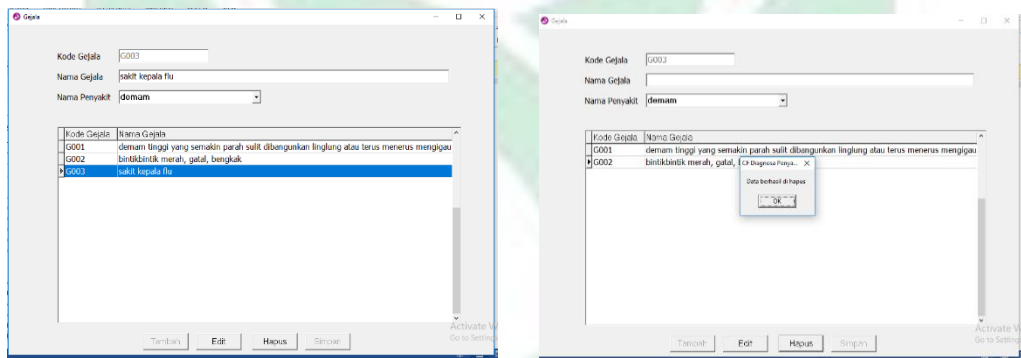 Gejala
Kode Gejala G003
Nama Gejala sakit kepala flu
Nama Penyakit demam
Kode Gejala Nama Gejala
G001 demam tinggi yang semakin parah sulit dibangunkan linglung atau terus menerus mengigau
G002 bintikbintik merah, gatal, bengkak
G003 sakit kepala flu
Tambah Edit Hapus Simpan
Activate W
Go to Setting
Gejala
Kode Gejala G003
Nama Gejala
Nama Penyakit demam
Kode Gejala Nama Gejala
G001 demam tinggi yang semakin parah sulit dibangunkan linglung atau terus menerus mengigau
G002 bintikbintik merah, gatal,
CF Diagnosa Penya...
Data berhasil di hapus
OK
Tambah Edit Hapus Simpan
Activate W
Go to Setting